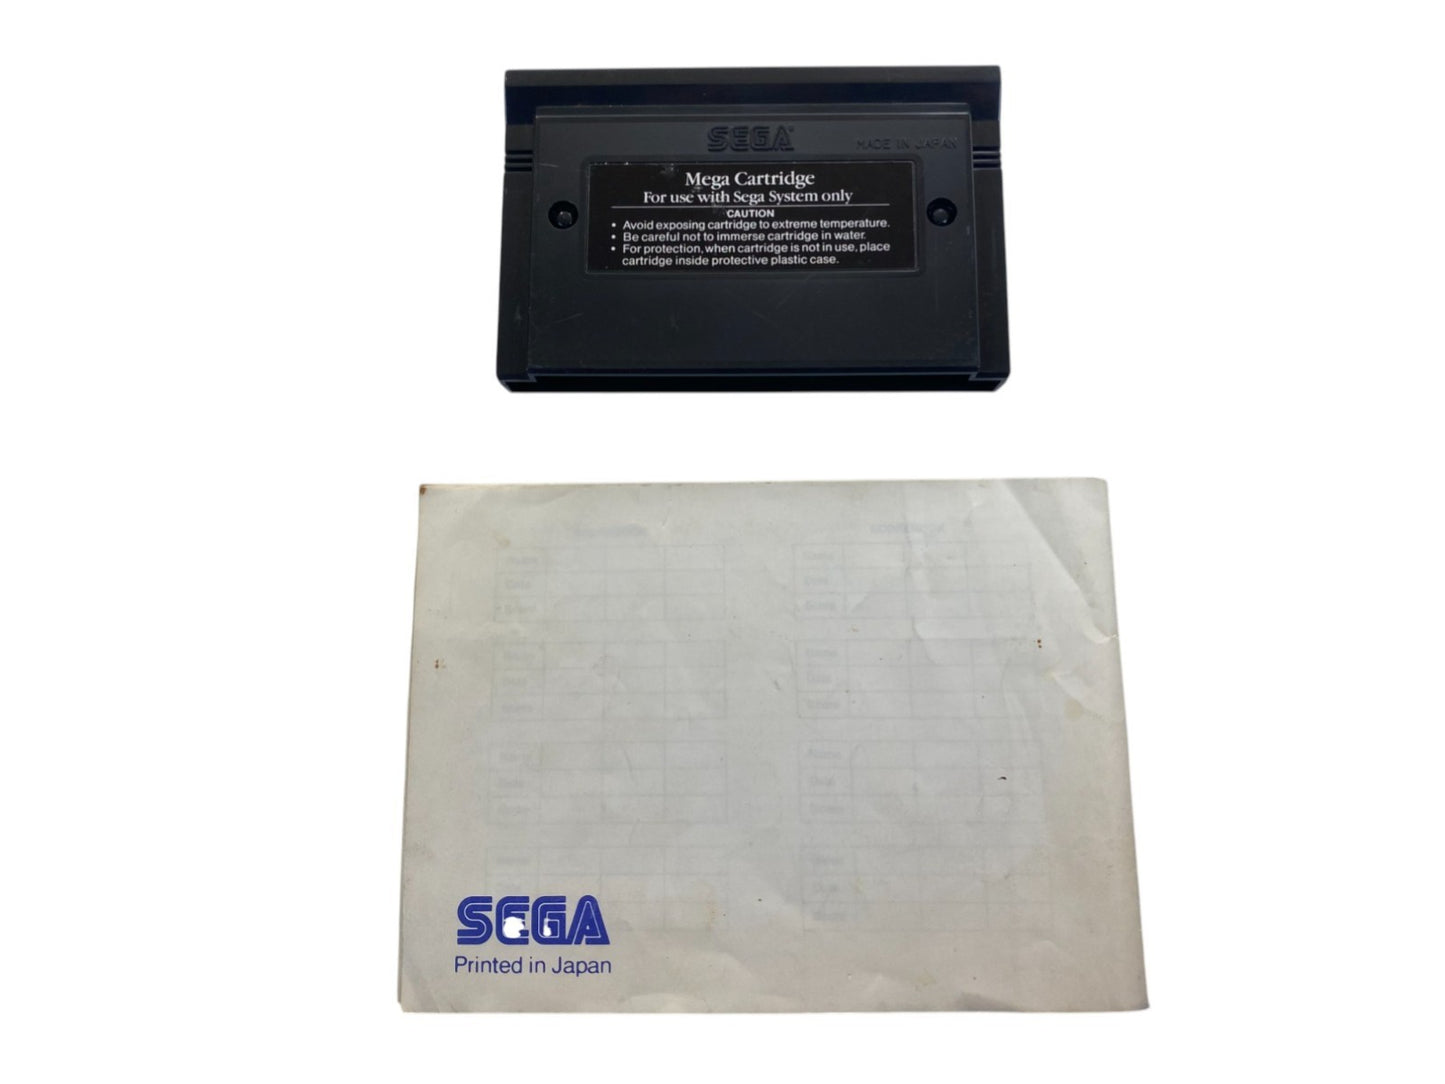 SEGA
MADE IN JAPAN
Mega Cartridge
For use with Sega System only
CAUTION
• Avoid exposing cartridge to extreme temperature.
• Be careful not to immerse cartridge in water.
• For protection, when cartridge is not in use, place
cartridge inside protective plastic case.
SEGA
Printed in Japan